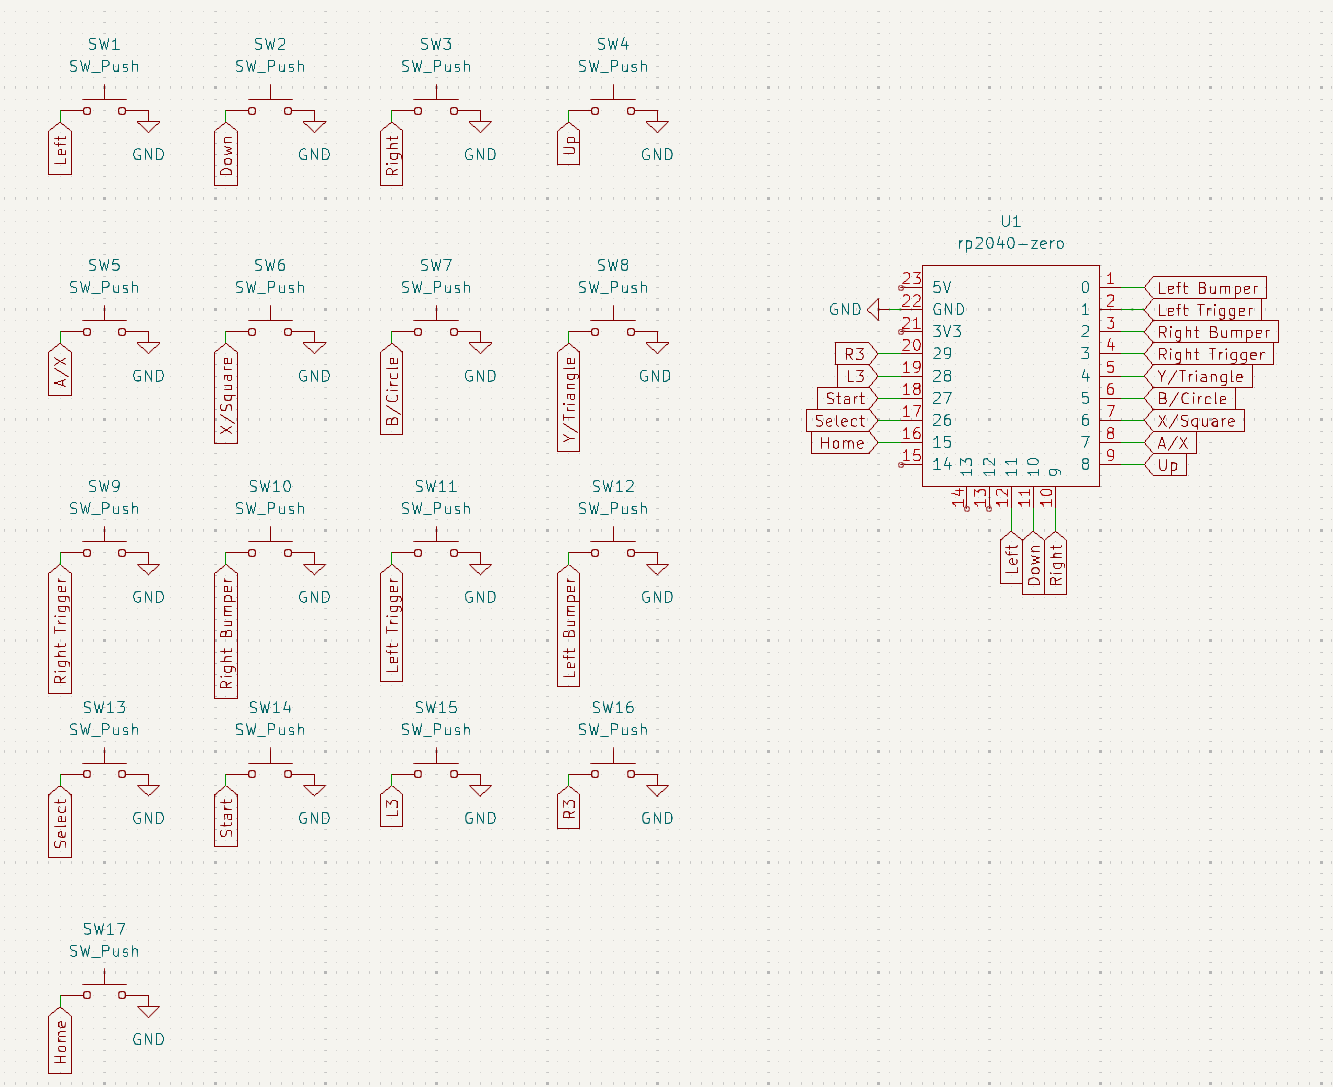 SW1
SW_Push
Left
GND
SW2
SW_Push
Down
GND
SW3
SW_Push
Right
GND
SW4
SW_Push
Up
GND
SW5
SW_Push
A/X
GND
SW6
SW_Push
X/Square
GND
SW7
SW_Push
B/Circle
GND
SW8
SW_Push
Y/Triangle
GND
SW9
SW_Push
Right Trigger
GND
SW10
SW_Push
Right Bumper
GND
SW11
SW_Push
Left Trigger
GND
SW12
SW_Push
Left Bumper
GND
SW13
SW_Push
Select
GND
SW14
SW_Push
Start
GND
SW15
SW_Push
L3
GND
SW16
SW_Push
R3
GND
SW17
SW_Push
Home
GND
U1
rp2040-zero
23 5V 0 1 Left Bumper
GND 22 GND 1 2 Left Trigger
21 3V3 2 3 Right Bumper
R3 20 29 3 4 Right Trigger
L3 19 28 4 5 Y/Triangle
Start 18 27 5 6 B/Circle
Select 17 26 6 7 X/Square
Home 16 15 7 8 A/X
15 14 8 9 Up
13 12 11 10 9
14 13 12 11 10
Left Down Right